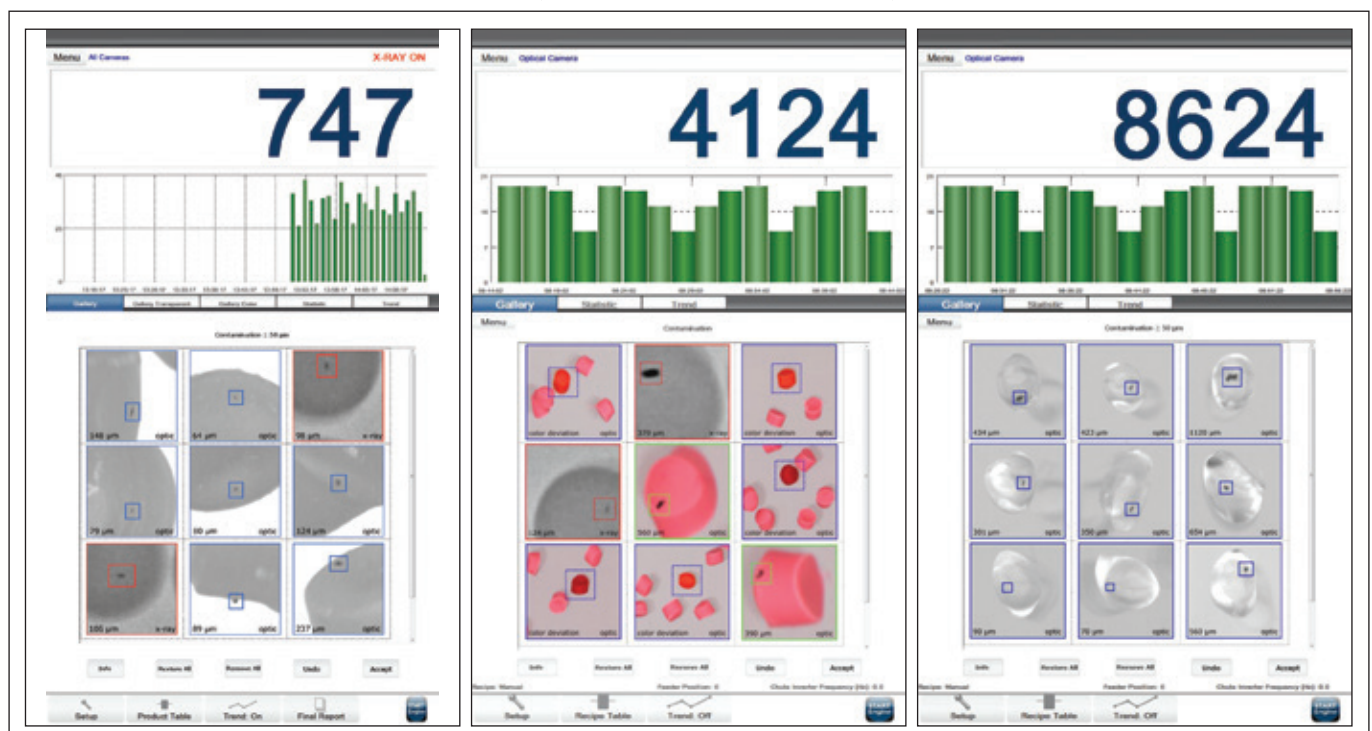 Menu All Cameras X-RAY ON
747
Gallery Gallery Transparent Gallery Color Statistic Trend
Contamination ≥ 50 µm
148 µm optic
64 µm optic
98 µm x-ray
79 µm optic
80 µm optic
124 µm optic
105 µm x-ray
89 µm optic
237 µm optic
Info Restore All Remove All Undo Accept
Setup Product Table Trend: On Final Report
Menu Optical Camera
4124
Gallery Statistic Trend
Menu
Contamination
color deviation optic
370 µm x-ray
color deviation optic
124 µm x-ray
560 µm optic
color deviation optic
color deviation optic
color deviation optic
390 µm optic
Info Restore All Remove All Undo Accept
Recipe: Manual Feeder Position: 0 Chute Inverter Frequency (Hz): 0.0
Setup Recipe Table Trend: Off
Menu Optical Camera
8624
Gallery Statistic Trend
Menu
Contamination ≥ 50 µm
434 µm optic
423 µm optic
1120 µm optic
301 µm optic
350 µm optic
654 µm optic
90 µm optic
70 µm optic
560 µm optic
Info Restore All Remove All Undo Accept
Recipe: Manual Feeder Position: 0 Chute Inverter Frequency (Hz): 0.0
Setup Recipe Table Trend: Off